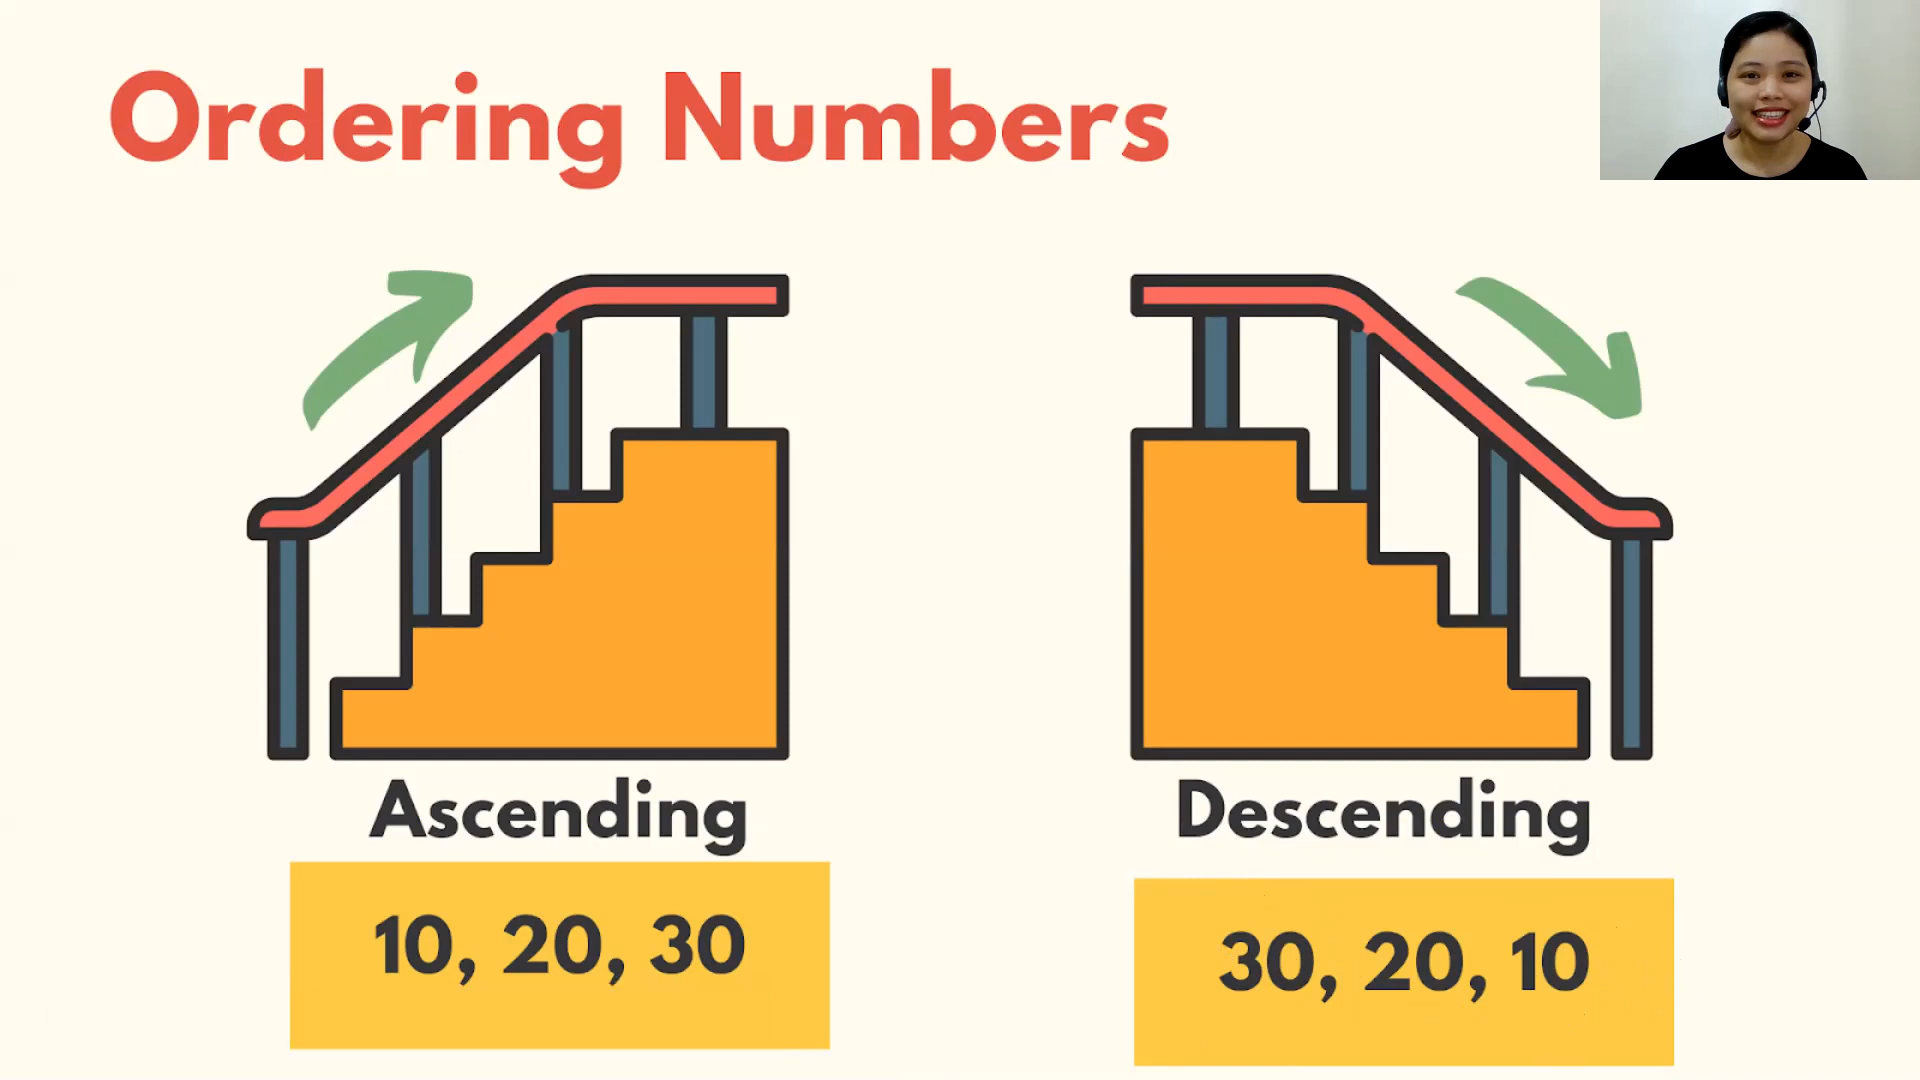 Ordering Numbers
Ascending
10, 20, 30
Descending
30, 20, 10